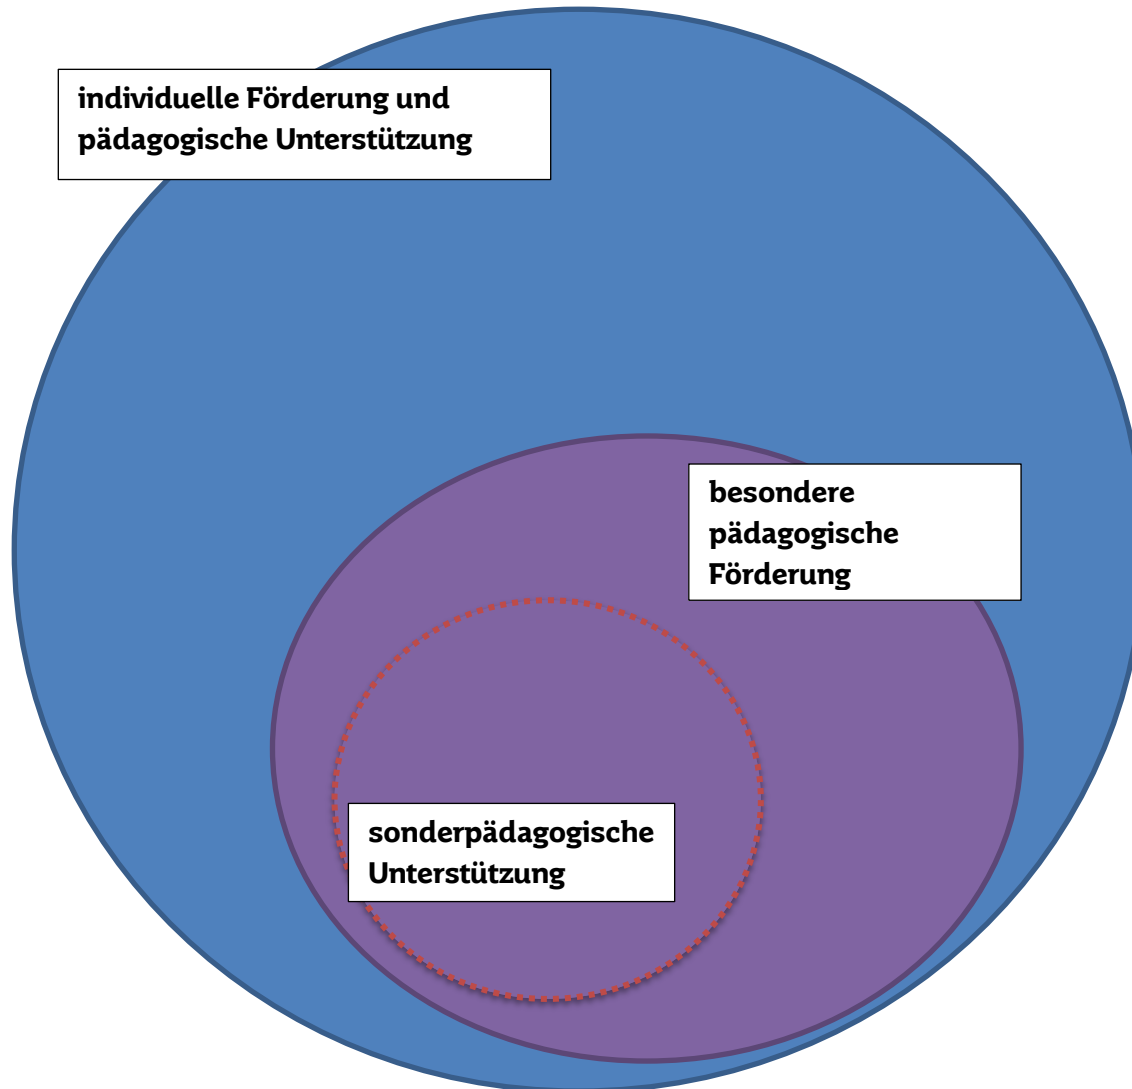 individuelle Förderung und
pädagogische Unterstützung
besondere
pädagogische
Förderung
sonderpädagogische
Unterstützung